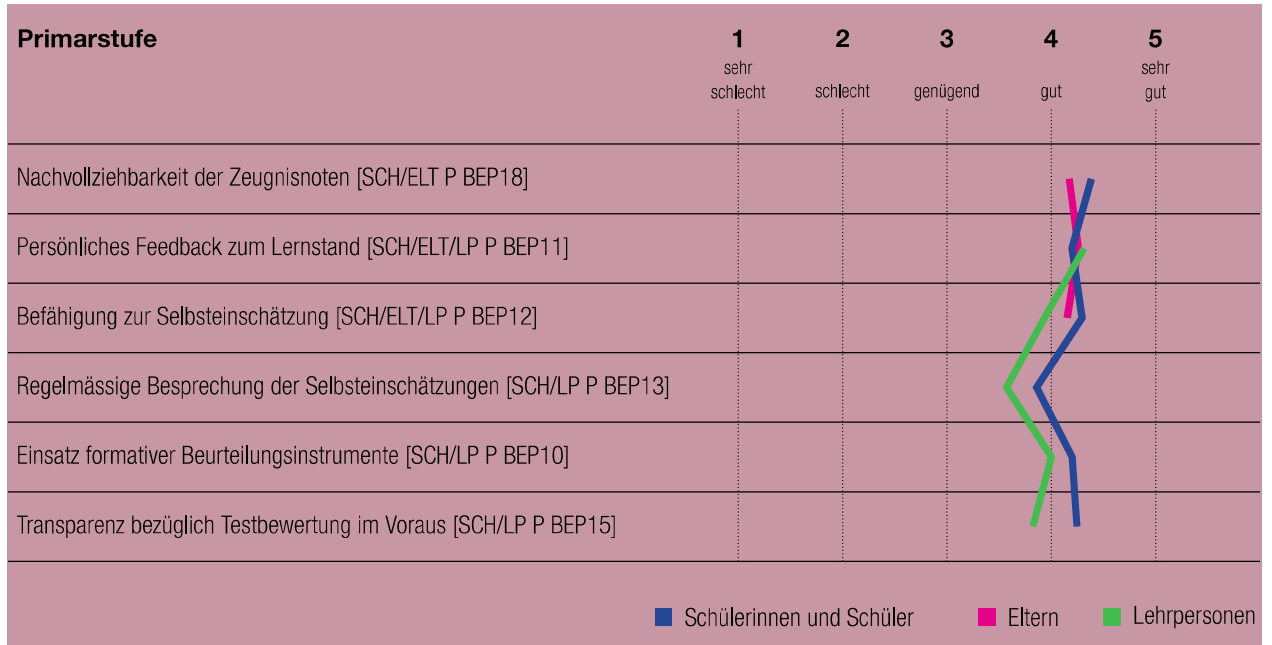 Primarstufe 1 2 3 4 5
sehr schlecht schlecht genügend gut sehr gut
Nachvollziehbarkeit der Zeugnisnoten [SCH/ELT P BEP18]
Persönliches Feedback zum Lernstand [SCH/ELT/LP P BEP11]
Befähigung zur Selbsteinschätzung [SCH/ELT/LP P BEP12]
Regelmässige Besprechung der Selbsteinschätzungen [SCH/LP P BEP13]
Einsatz formativer Beurteilungsinstrumente [SCH/LP P BEP10]
Transparenz bezüglich Testbewertung im Voraus [SCH/LP P BEP15]
Schülerinnen und Schüler Eltern Lehrpersonen